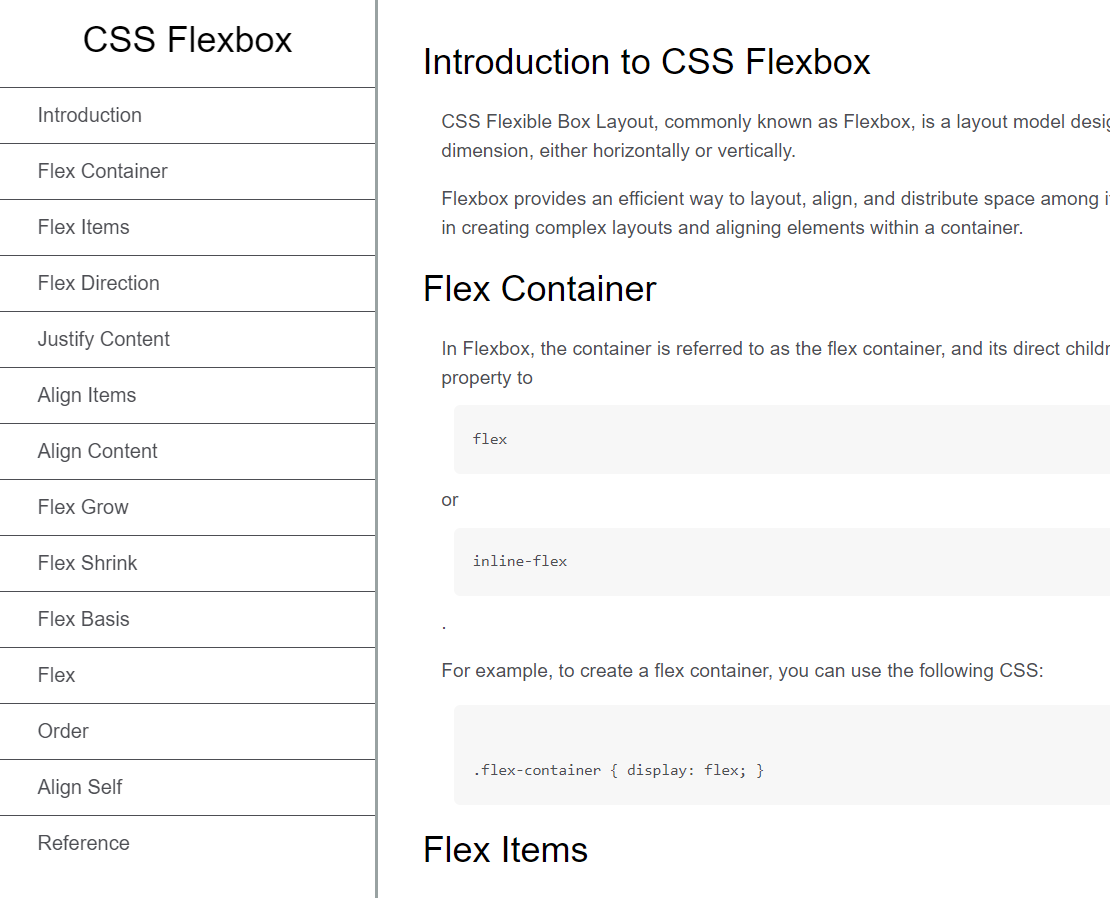 CSS Flexbox
Introduction
Flex Container
Flex Items
Flex Direction
Justify Content
Align Items
Align Content
Flex Grow
Flex Shrink
Flex Basis
Flex
Order
Align Self
Reference
Introduction to CSS Flexbox
CSS Flexible Box Layout, commonly known as Flexbox, is a layout model
dimension, either horizontally or vertically.
Flexbox provides an efficient way to layout, align, and distribute space among
in creating complex layouts and aligning elements within a container.
Flex Container
In Flexbox, the container is referred to as the flex container, and its direct
property to
flex
or
inline-flex
.
For example, to create a flex container, you can use the following CSS:
.flex-container { display: flex; }
Flex Items